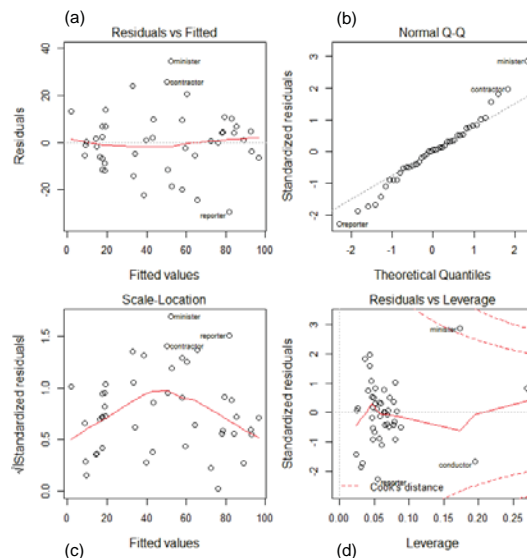 (a)
(b)
Residuals vs Fitted
Normal Q-Q
Residuals
40
20
0
-20
minister
contractor
reporter
0 20 40 60 80 100
Fitted values
Standardized residuals
3
2
1
0
-1
-2
minister
contractor
reporter
-2 -1 0 1 2
Theoretical Quantiles
Scale-Location
Residuals vs Leverage
√|Standardized residuals|
1.5
1.0
0.5
0.0
minister
reporter
contractor
0 20 40 60 80 100
Fitted values
Standardized residuals
3
2
1
0
-1
-2
minister
conductor
reporter
Cook's distance
0.00 0.05 0.10 0.15 0.20 0.25
Leverage
(c)
(d)